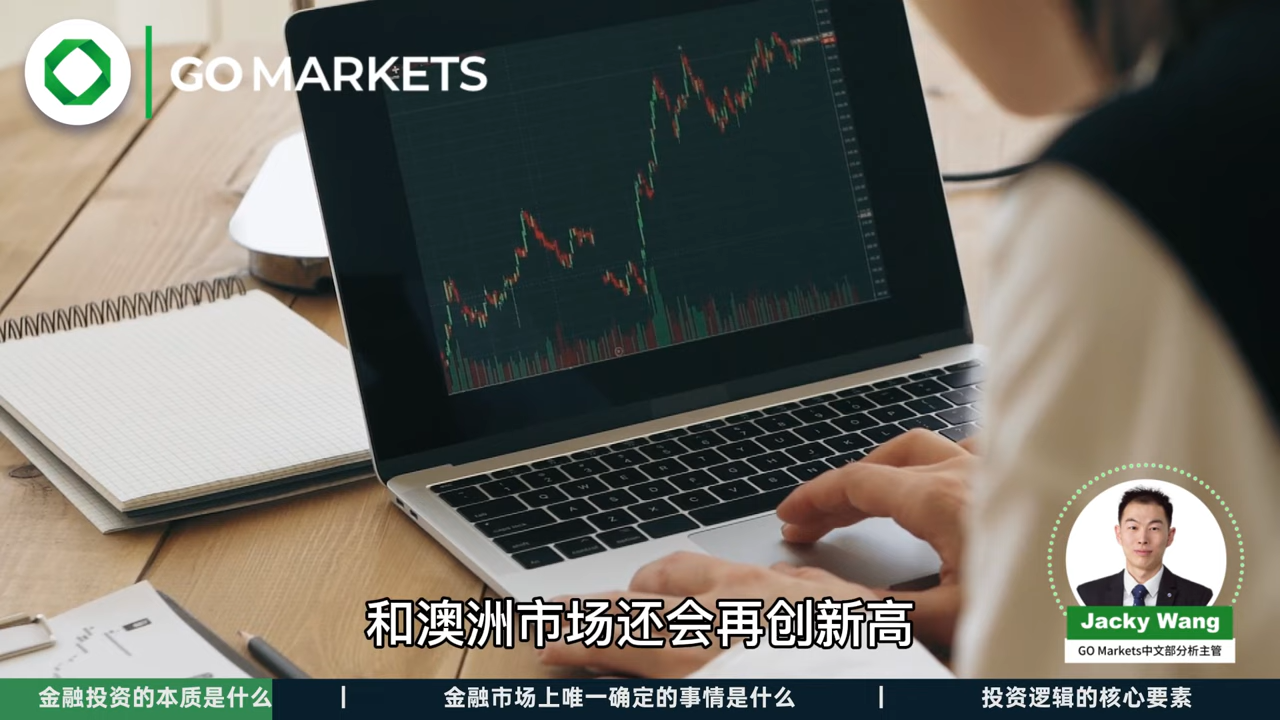 GO MARKETS
和澳洲市场还会再创新高
Jacky Wang
GO Markets中文部分析主管
金融投资的本质是什么 | 金融市场上唯一确定的事情是什么 | 投资逻辑的核心要素